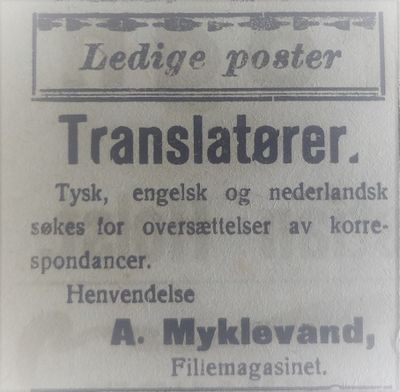 Ledige poster
Translatører.
Tysk, engelsk og nederlandsk
søkes for oversættelser av korre-
spondancer.
Henvendelse
A. Myklevand,
Fillemagasinet.